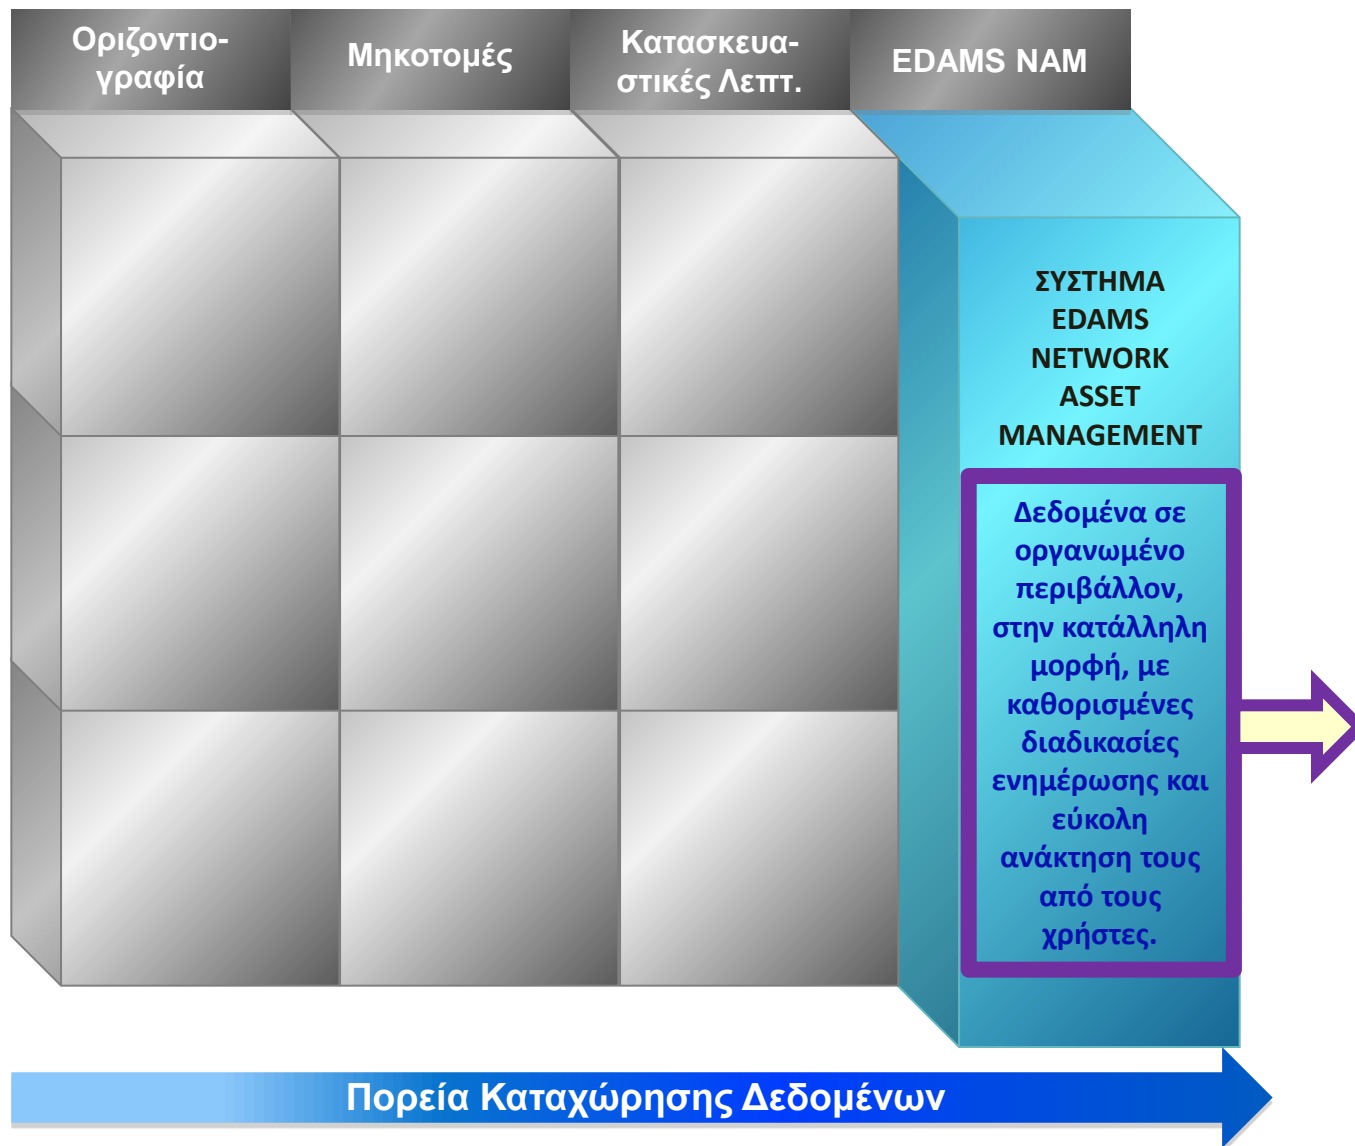 Οριζοντιο-
γραφία
Μηκοτομές
Κατασκευα-
στικές Λεπτ.
EDAMS NAM
ΣΥΣΤΗΜΑ
EDAMS
NETWORK
ASSET
MANAGEMENT
Δεδομένα σε
οργανωμένο
περιβάλλον,
στην κατάλληλη
μορφή, με
καθορισμένες
διαδικασίες
ενημέρωσης και
εύκολη
ανάκτηση τους
από τους
χρήστες.
Πορεία Καταχώρησης Δεδομένων